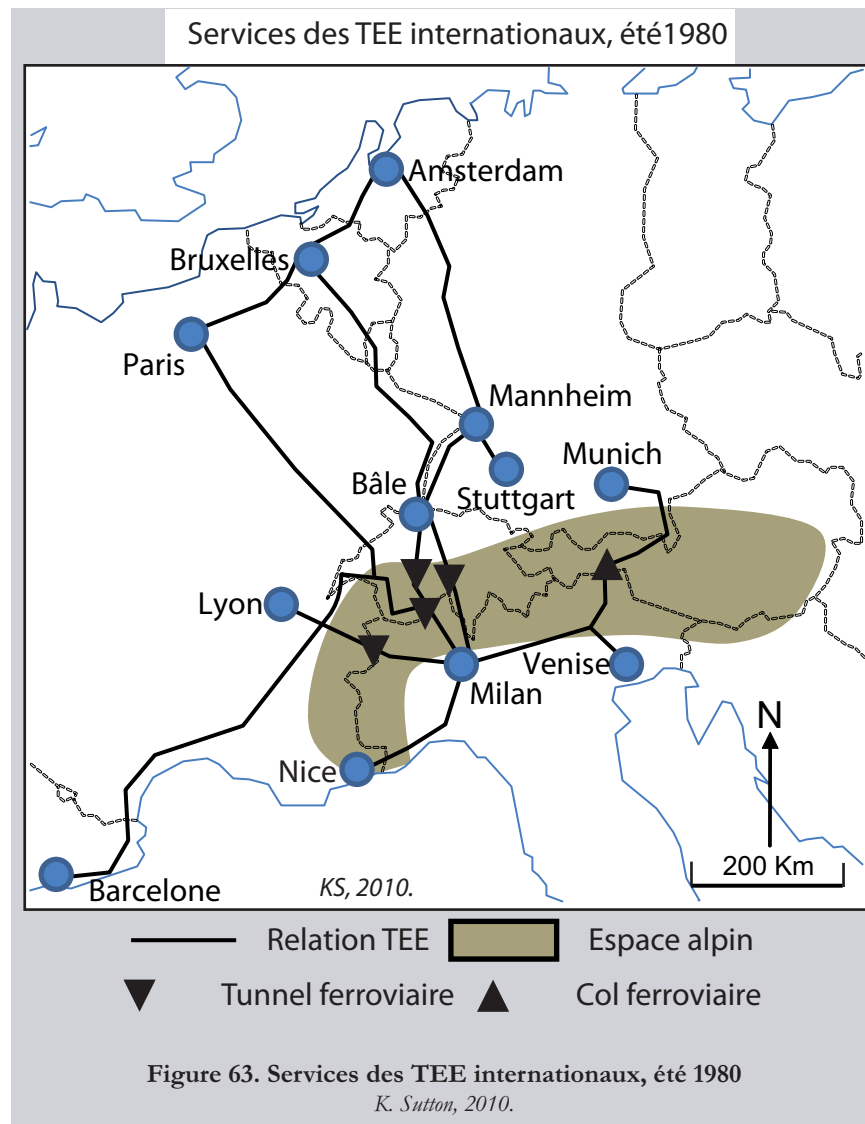 Services des TEE internationaux, été1980
Amsterdam
Bruxelles
Paris
Mannheim
Munich
Bâle
Stuttgart
Lyon
Venise
Milan
N
Nice
200 Km
Barcelone
KS, 2010.
Relation TEE
Espace alpin
Tunnel ferroviaire
Col ferroviaire
Figure 63. Services des TEE internationaux, été 1980
K. Sutton, 2010.